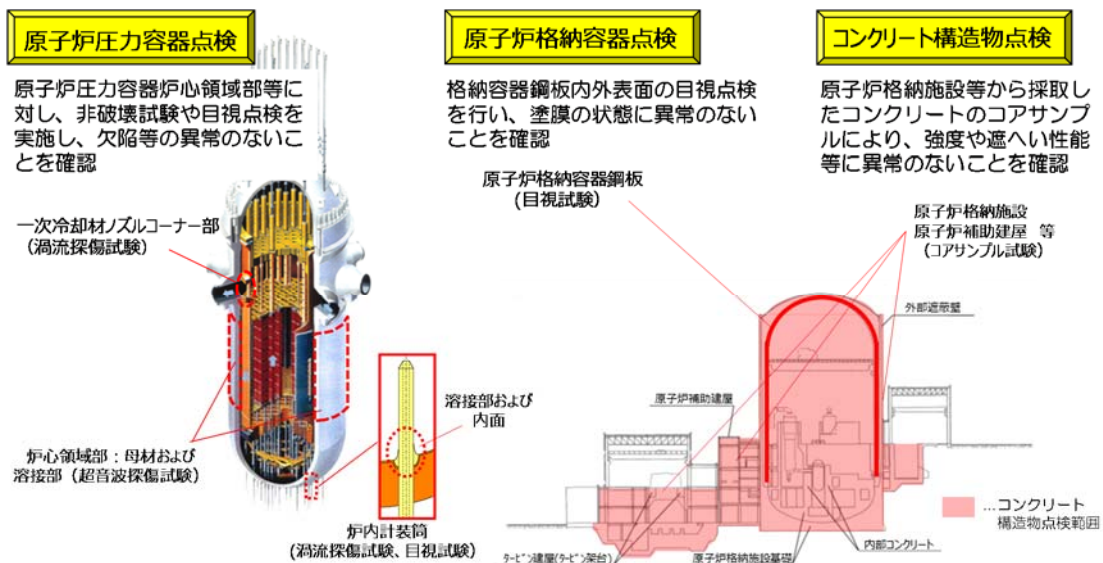 原子炉圧力容器点検
原子炉圧力容器炉心領域部等に
対し、非破壊試験や目視点検を
実施し、欠陥等の異常のないこ
とを確認
一次冷却材ノズルコーナー部
(渦流探傷試験)
炉心領域部：母材および
溶接部（超音波探傷試験）
溶接部および
内面
炉内計装筒
(渦流探傷試験、目視試験)
原子炉格納容器点検
格納容器鋼板内外表面の目視点検
を行い、塗膜の状態に異常のない
ことを確認
原子炉格納容器鋼板
(目視試験)
コンクリート構造物点検
原子炉格納施設等から採取し
たコンクリートのコアサンプ
ルにより、強度や遮へい性能
等に異常のないことを確認
原子炉格納施設
原子炉補助建屋 等
(コアサンプル試験)
外部遮蔽壁
原子炉補助建屋
タービン建屋(タービン架台)
原子炉格納施設基礎
内部コンクリート
…コンクリート
構造物点検範囲